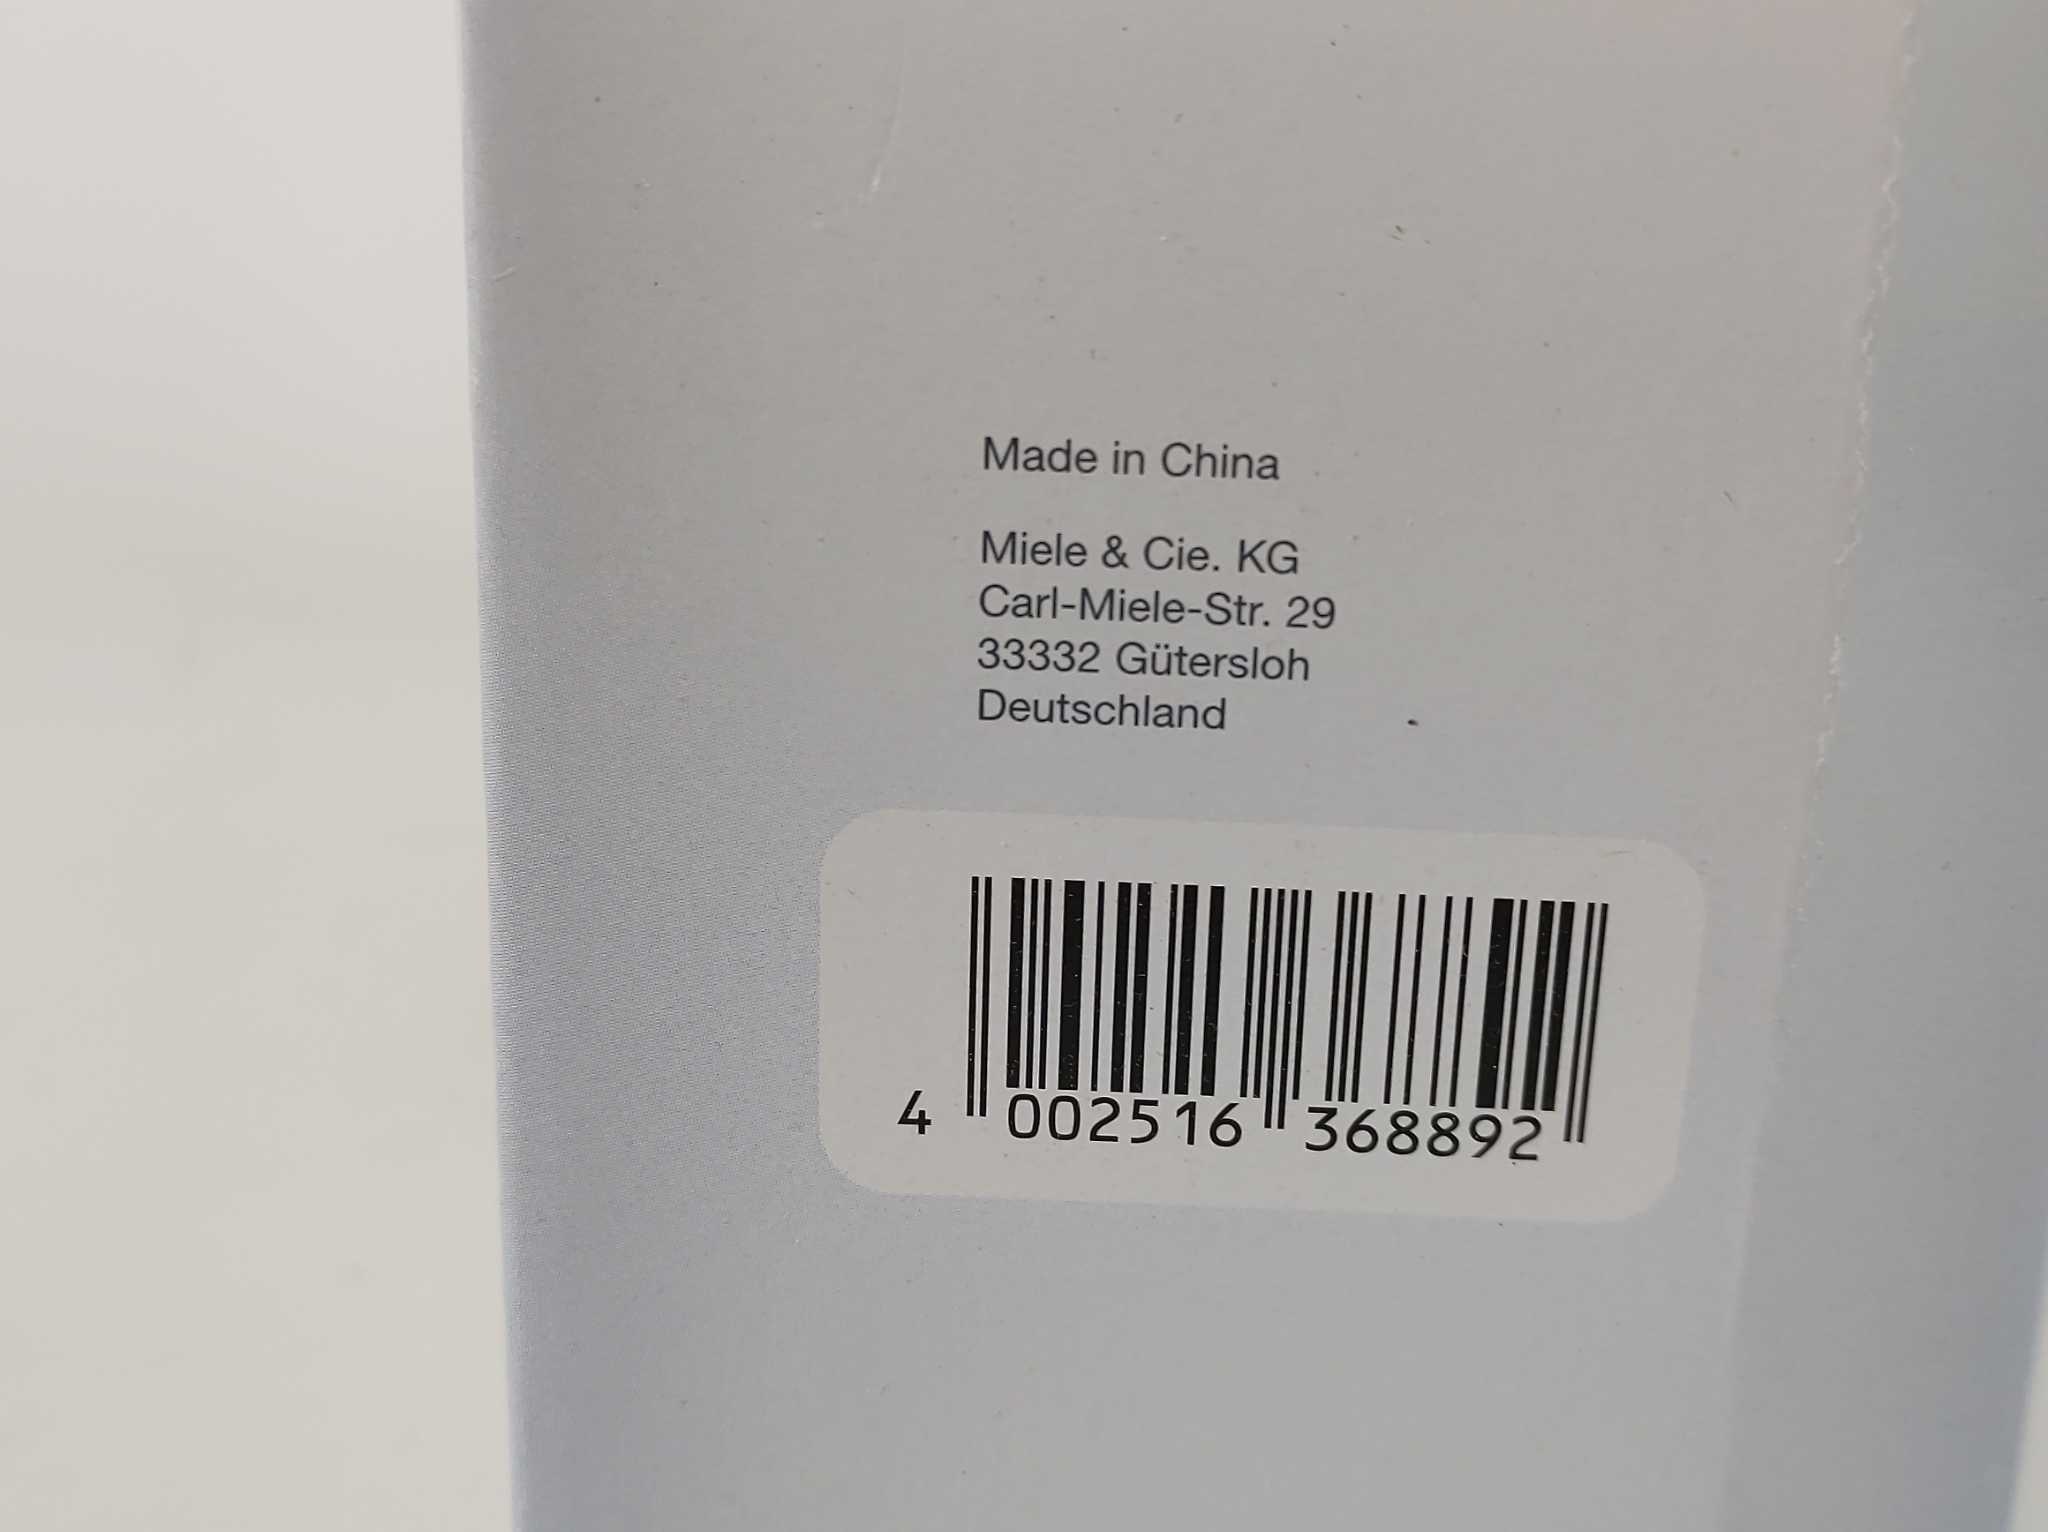 Made in China
Miele & Cie. KG
Carl-Miele-Str. 29
33332 Gütersloh
Deutschland
4 002516 368892